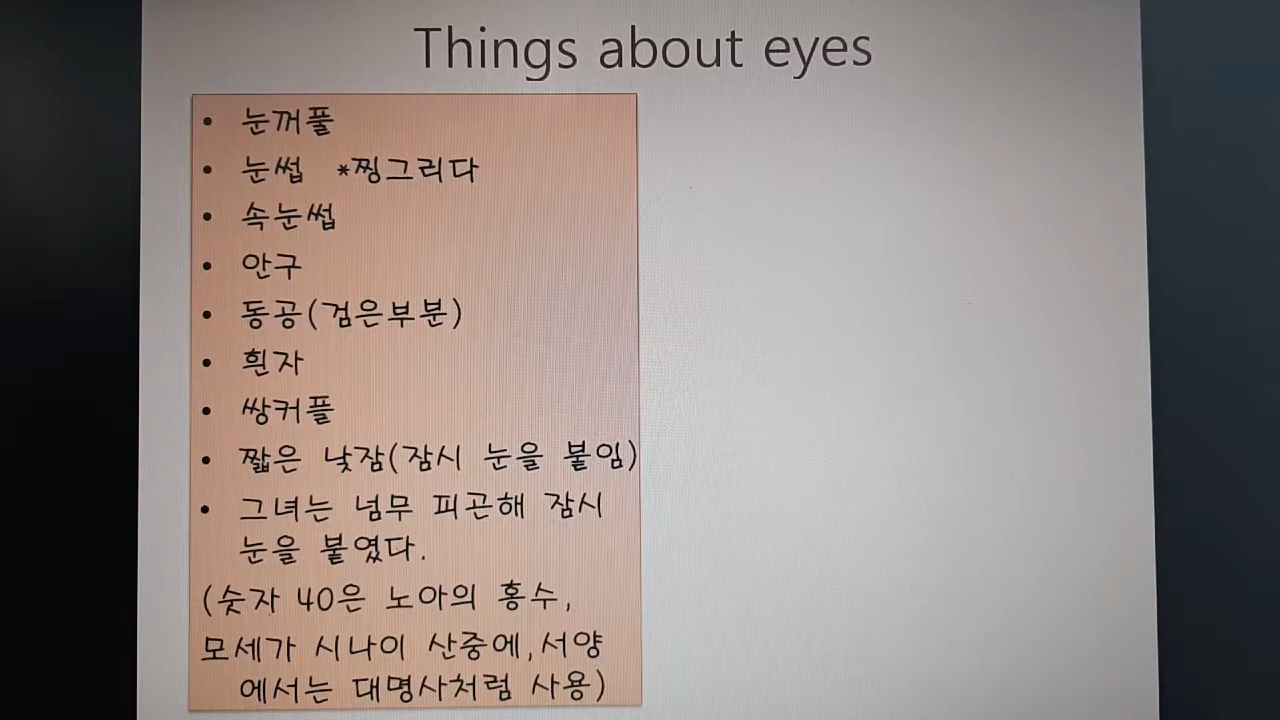 Things about eyes
• 눈꺼풀
• 눈썹 *찡그리다
• 속눈썹
• 안구
• 동공(검은부분)
• 흰자
• 쌍커플
• 짧은 낮잠(잠시 눈을 붙임)
• 그녀는 넘무 피곤해 잠시
눈을 붙였다.
(숫자 40은 노아의 홍수,
모세가 시나이 산중에,서양
에서는 대명사처럼 사용)